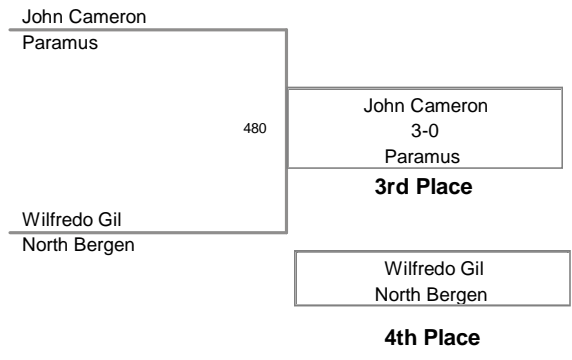 John Cameron
Paramus
480
John Cameron
3-0
Paramus
3rd Place
Wilfredo Gil
North Bergen
Wilfredo Gil
North Bergen
4th Place